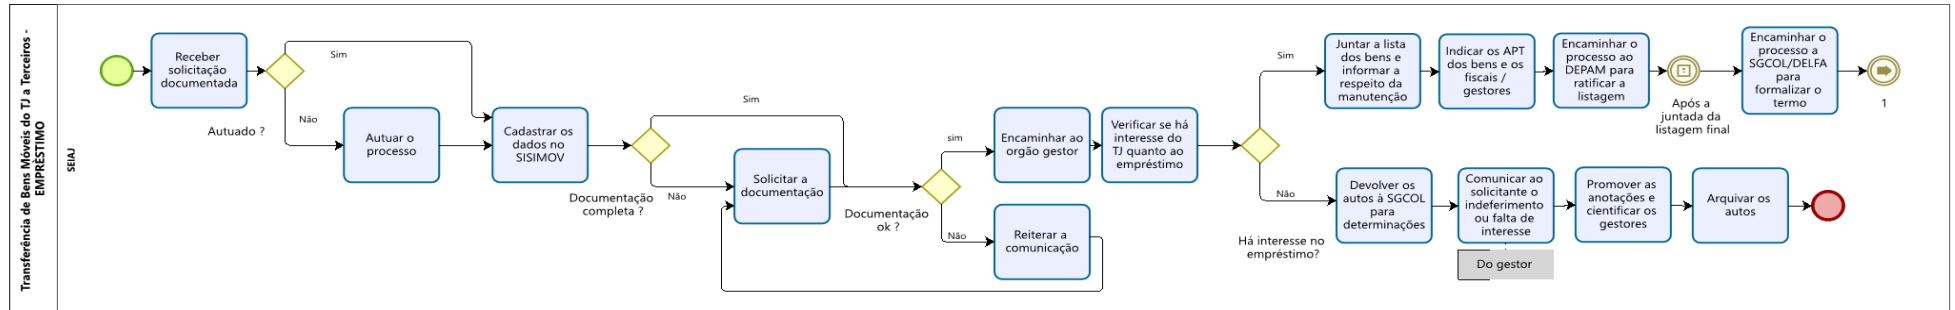 Transferência de Bens Móveis do TJ a Terceiros -
EMPRÉSTIMO
SEIAJ
Receber
solicitação
documentada
Autuado ?
Sim
Não
Autuar o
processo
Cadastrar os
dados no
SISIMOV
Documentação
completa ?
Sim
Não
Solicitar a
documentação
Documentação
ok ?
sim
Não
Encaminhar ao
orgão gestor
Reiterar a
comunicação
Verificar se há
interesse do
TJ quanto ao
empréstimo
Há interesse no
empréstimo?
Sim
Não
Juntar a lista
dos bens e
informar a
respeito da
manutenção
Indicar os APT
dos bens e os
fiscais /
gestores
Encaminhar o
processo ao
DEPAM para
ratificar a
listagem
Após a
juntada da
listagem final
Encaminhar o
processo a
SGCOL/DELFA
para
formalizar o
termo
1
Devolver os
autos à SGCOL
para
determinações
Comunicar ao
solicitante o
indeferimento
ou falta de
interesse
Do gestor
Promover as
anotações e
cientificar os
gestores
Arquivar os
autos